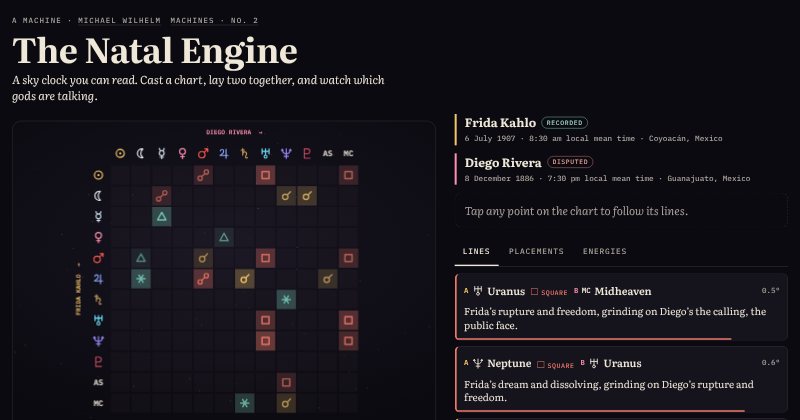 A MACHINE · MICHAEL WILHELM MACHINES · NO. 2
The Natal Engine
A sky clock you can read. Cast a chart, lay two together, and watch which
gods are talking.
DIEGO RIVERA →
AS MC
FRIDA KAHLO →
AS
MC
Frida Kahlo RECORDED
6 July 1907 · 8:30 am local mean time · Coyoacán, Mexico
Diego Rivera DISPUTED
8 December 1886 · 7:30 pm local mean time · Guanajuato, Mexico
Tap any point on the chart to follow its lines.
LINES PLACEMENTS ENERGIES
A ♅ Uranus □ SQUARE B MC Midheaven 0.5°
Frida's rupture and freedom, grinding on Diego's the calling, the
public face.
A ♆ Neptune □ SQUARE B ♅ Uranus 0.6°
Frida's dream and dissolving, grinding on Diego's rupture and
freedom.